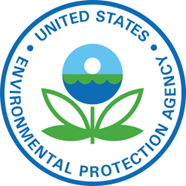 UNITED STATES
• ENVIRONMENTAL PROTECTION AGENCY •